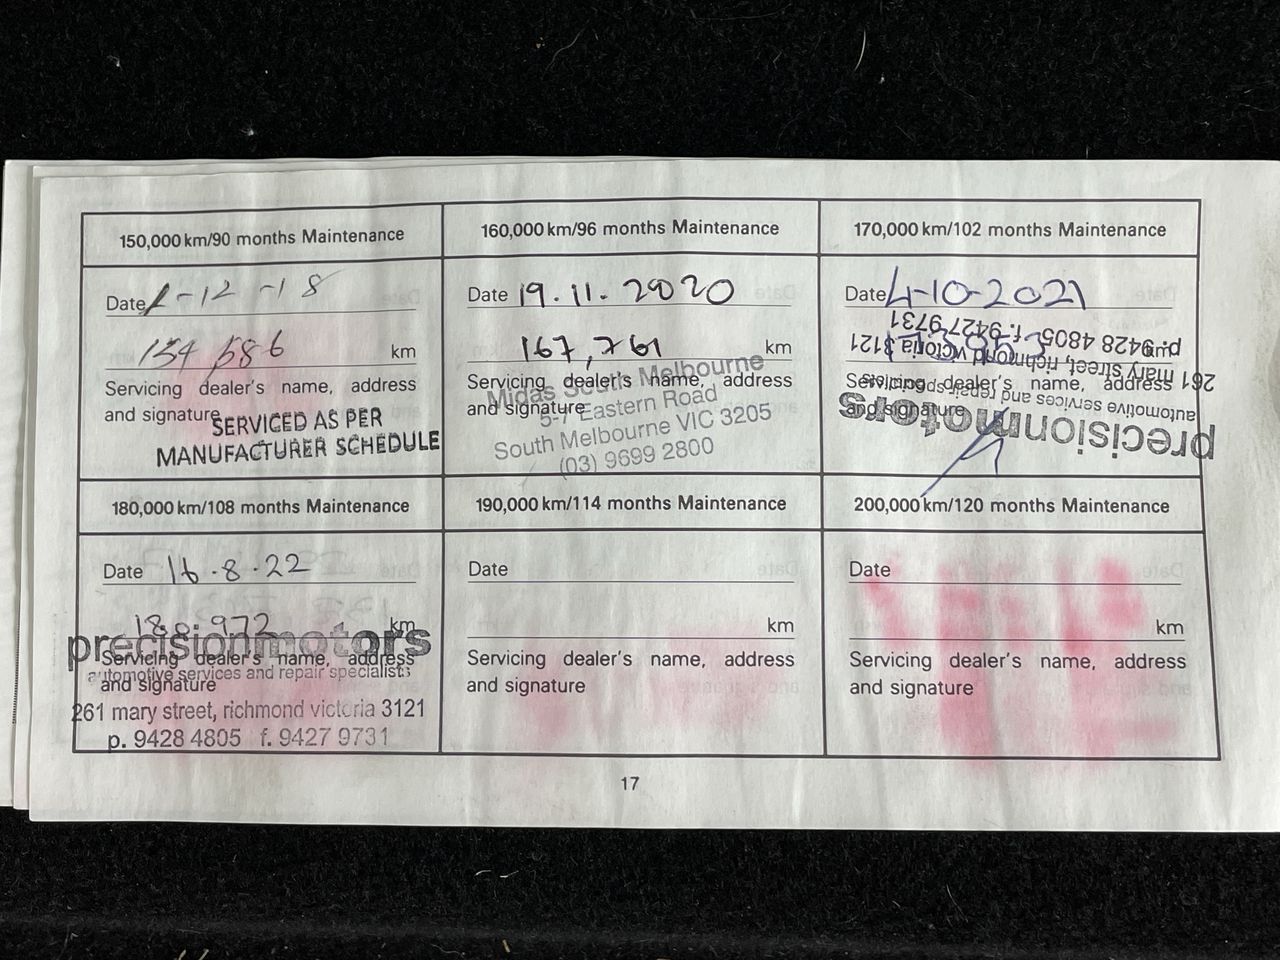 150,000 km/90 months Maintenance
Date -12-18
154 586 km
Servicing dealer's name, address
and signature
SERVICED AS PER
MANUFACTURER SCHEDULE
160,000 km/96 months Maintenance
Date 19.11.2020
167,761 km
Servicing dealer's name, address
and signature
Midas South Melbourne
5-7 Eastern Road
South Melbourne VIC 3205
(03) 9699 2800
170,000 km/102 months Maintenance
Date 4-10-2021
km
Servicing dealer's name, address
and signature
precisionmotors
automotive services and repair specialists
261 mary street, richmond victoria 3121
p. 9428 4805 f. 9427 9731
180,000 km/108 months Maintenance
Date 16.8.22
180.972 km
Servicing dealer's name, address
and signature
precisionmotors
automotive services and repair specialists
261 mary street, richmond victoria 3121
p. 9428 4805 f. 9427 9731
190,000 km/114 months Maintenance
Date
km
Servicing dealer's name, address
and signature
200,000 km/120 months Maintenance
Date
km
Servicing dealer's name, address
and signature
17